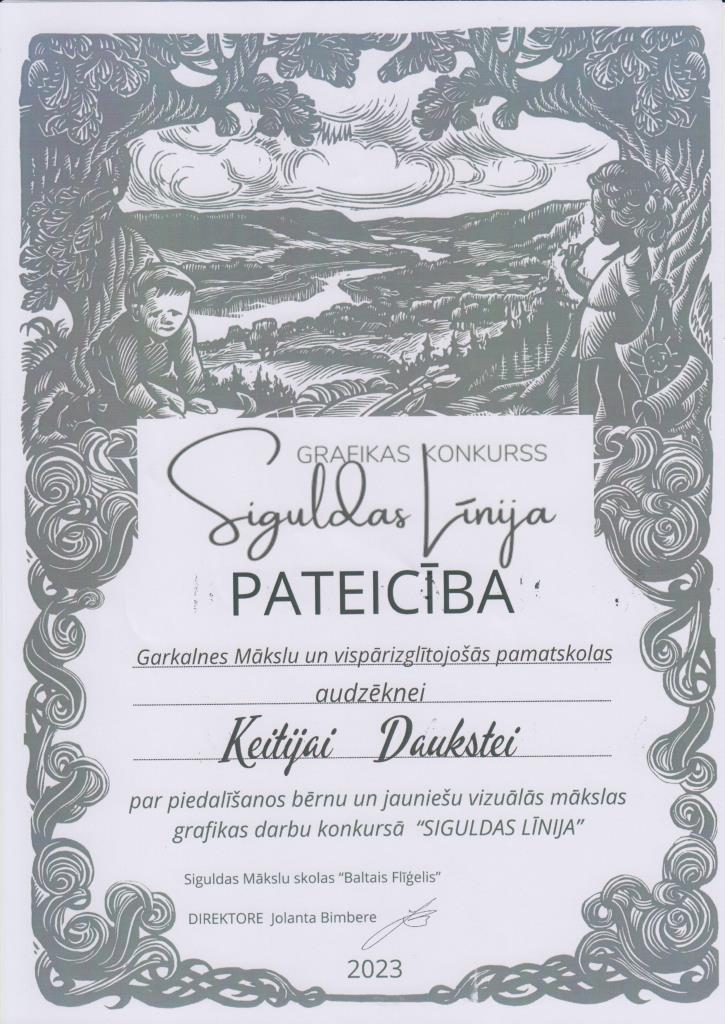 GRAFIKAS KONKURSS
Siguldas Līnija
PATEICĪBA
Garkalnes Mākslu un vispārizglītojošās pamatskolas
audzēknei
Keitijai Daukstei
par piedalīšanos bērnu un jauniešu vizuālās mākslas
grafikas darbu konkursā “SIGULDAS LĪNIJA”
Siguldas Mākslu skolas “Baltais Flīģelis”
DIREKTORE Jolanta Bimbere
2023